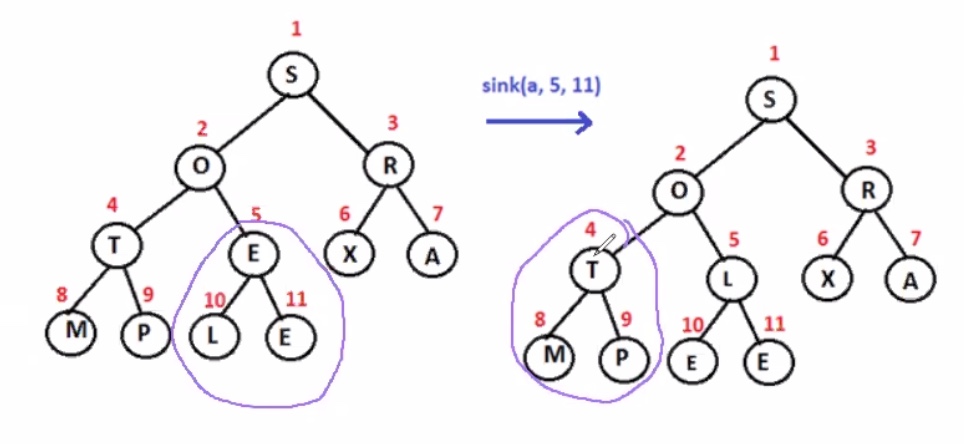 1
S
2 3
O R
4 5 6 7
T E X A
8 9 10 11
M P L E
sink(a, 5, 11)
1
S
2 3
O R
4 5 6 7
T L X A
8 9 10 11
M P E E